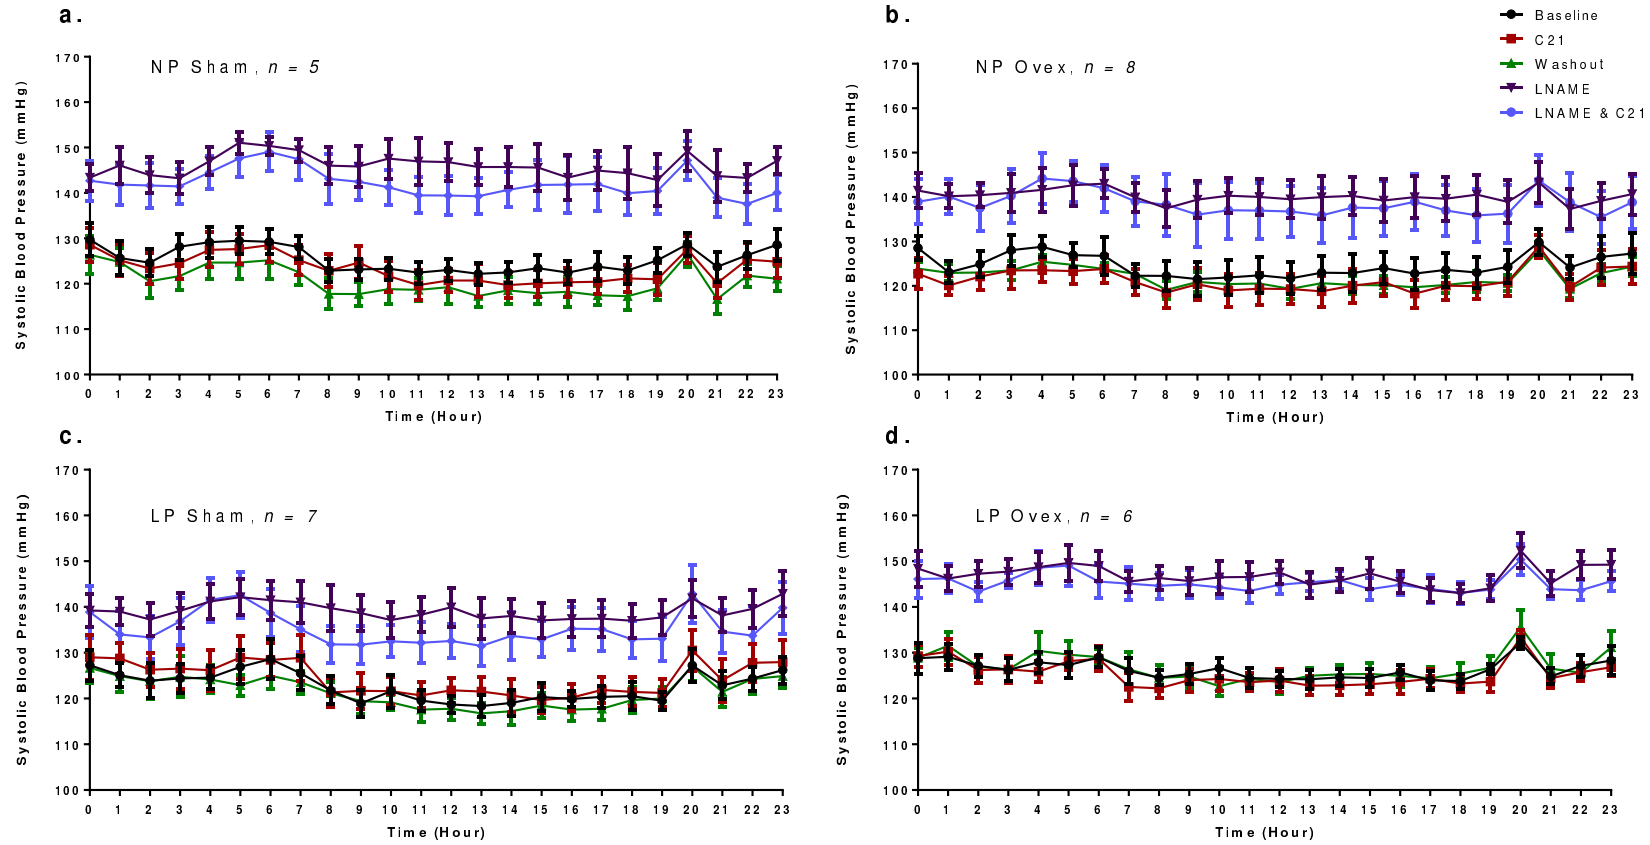 a.
NP Sham, n = 5
Systolic Blood Pressure (mmHg)
170
160
150
140
130
120
110
100
0 1 2 3 4 5 6 7 8 9 10 11 12 13 14 15 16 17 18 19 20 21 22 23
Time (Hour)
b.
NP Ovex, n = 8
Systolic Blood Pressure (mmHg)
170
160
150
140
130
120
110
100
0 1 2 3 4 5 6 7 8 9 10 11 12 13 14 15 16 17 18 19 20 21 22 23
Time (Hour)
Baseline
C21
Washout
LNAME
LNAME & C21
c.
LP Sham, n = 7
Systolic Blood Pressure (mmHg)
170
160
150
140
130
120
110
100
0 1 2 3 4 5 6 7 8 9 10 11 12 13 14 15 16 17 18 19 20 21 22 23
Time (Hour)
d.
LP Ovex, n = 6
Systolic Blood Pressure (mmHg)
170
160
150
140
130
120
110
100
0 1 2 3 4 5 6 7 8 9 10 11 12 13 14 15 16 17 18 19 20 21 22 23
Time (Hour)